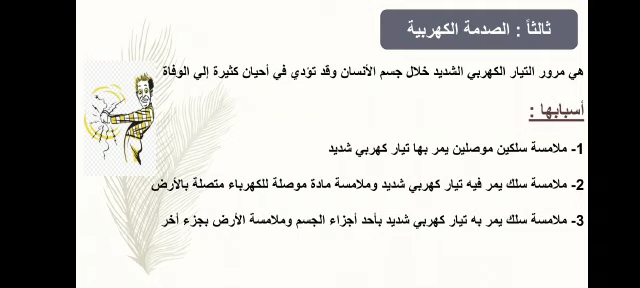 ثالثاً : الصدمة الكهربية
هي مرور التيار الكهربي الشديد خلال جسم الأنسان وقد تؤدي في أحيان كثيرة إلي الوفاة
أسبابها :
1- ملامسة سلكين موصلين يمر بها تيار كهربي شديد
2- ملامسة سلك يمر فيه تيار كهربي شديد وملامسة مادة موصلة للكهرباء متصلة بالأرض
3- ملامسة سلك يمر به تيار كهربي شديد بأحد أجزاء الجسم وملامسة الأرض بجزء أخر